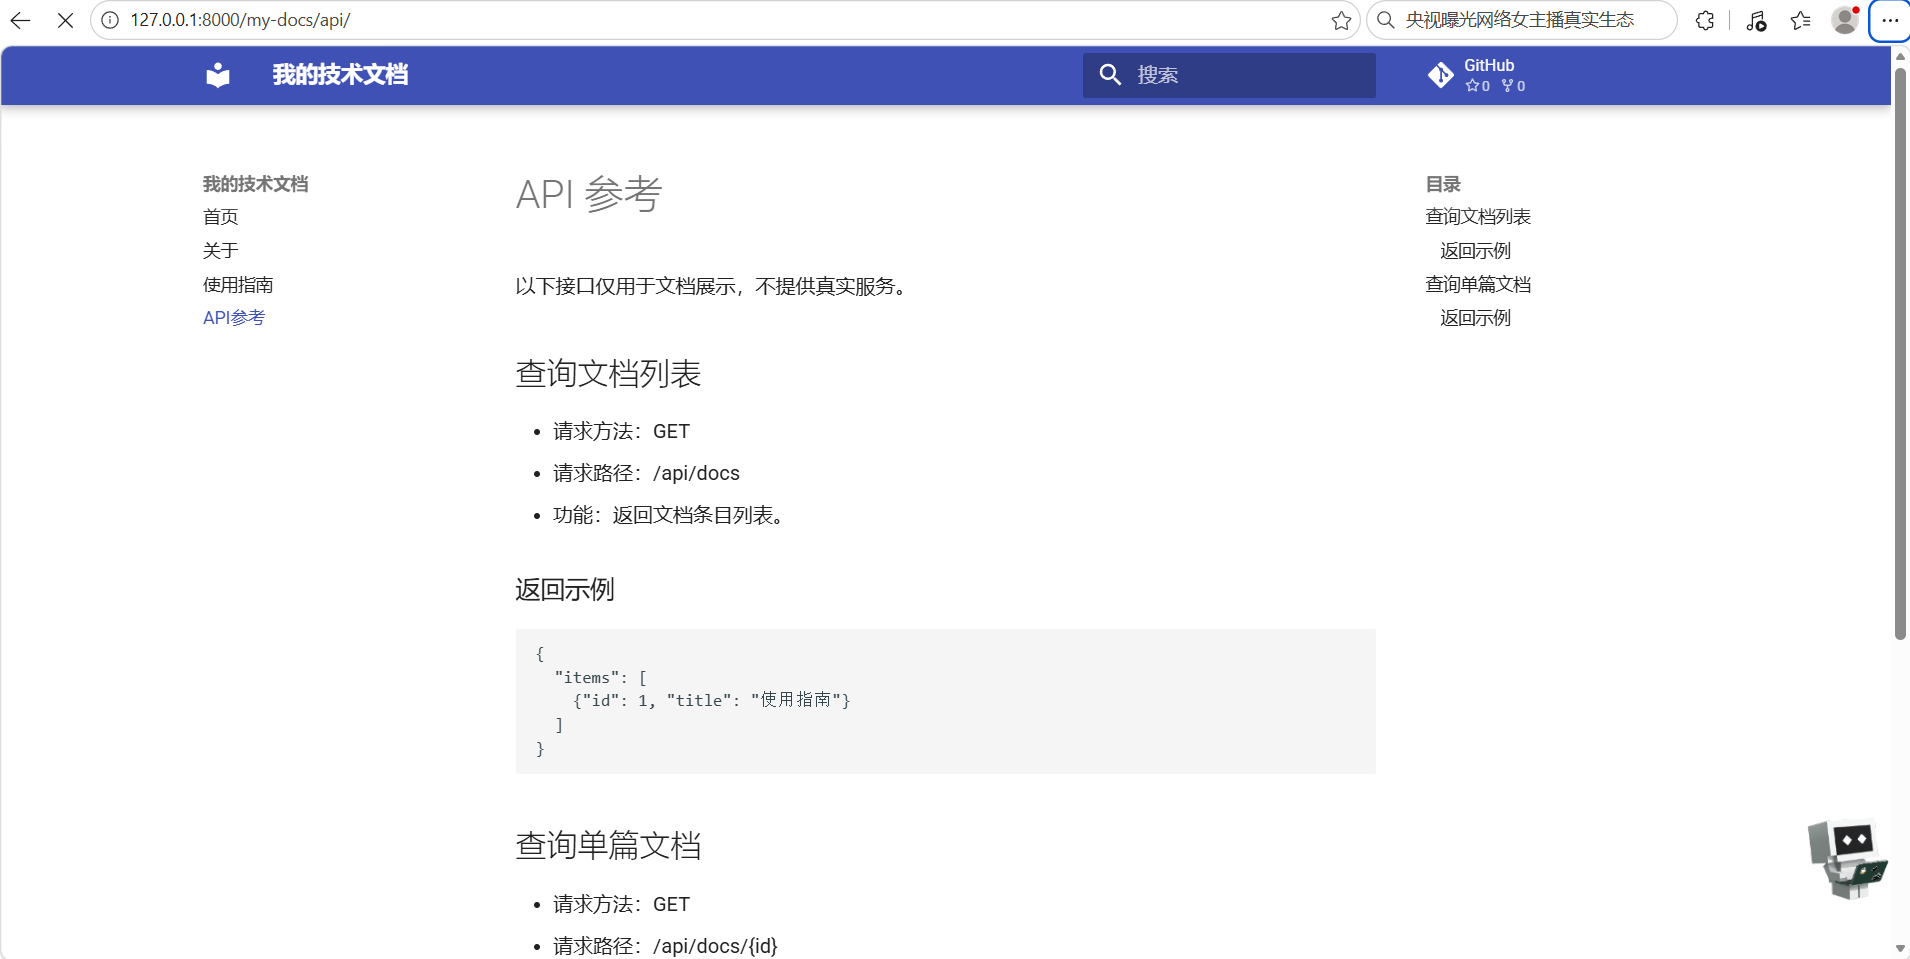 127.0.0.1:8000/my-docs/api/
央视曝光网络女主播真实生态
我的技术文档
搜索
GitHub
0 0
我的技术文档
首页
关于
使用指南
API参考
API 参考
以下接口仅用于文档展示，不提供真实服务。
查询文档列表
请求方法：GET
请求路径：/api/docs
功能：返回文档条目列表。
返回示例
{
  "items": [
    {"id": 1, "title": "使用指南"}
  ]
}
查询单篇文档
请求方法：GET
请求路径：/api/docs/{id}
目录
查询文档列表
返回示例
查询单篇文档
返回示例